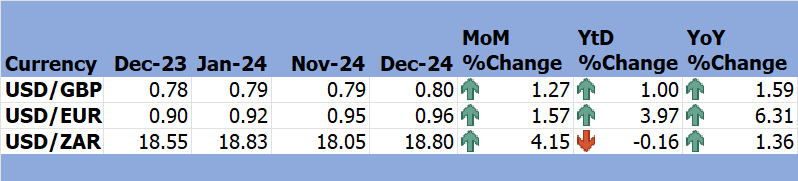 MoM YtD YoY
Currency Dec-23 Jan-24 Nov-24 Dec-24 %Change %Change %Change
USD/GBP 0.78 0.79 0.79 0.80 1.27 1.00 1.59
USD/EUR 0.90 0.92 0.95 0.96 1.57 3.97 6.31
USD/ZAR 18.55 18.83 18.05 18.80 4.15 -0.16 1.36